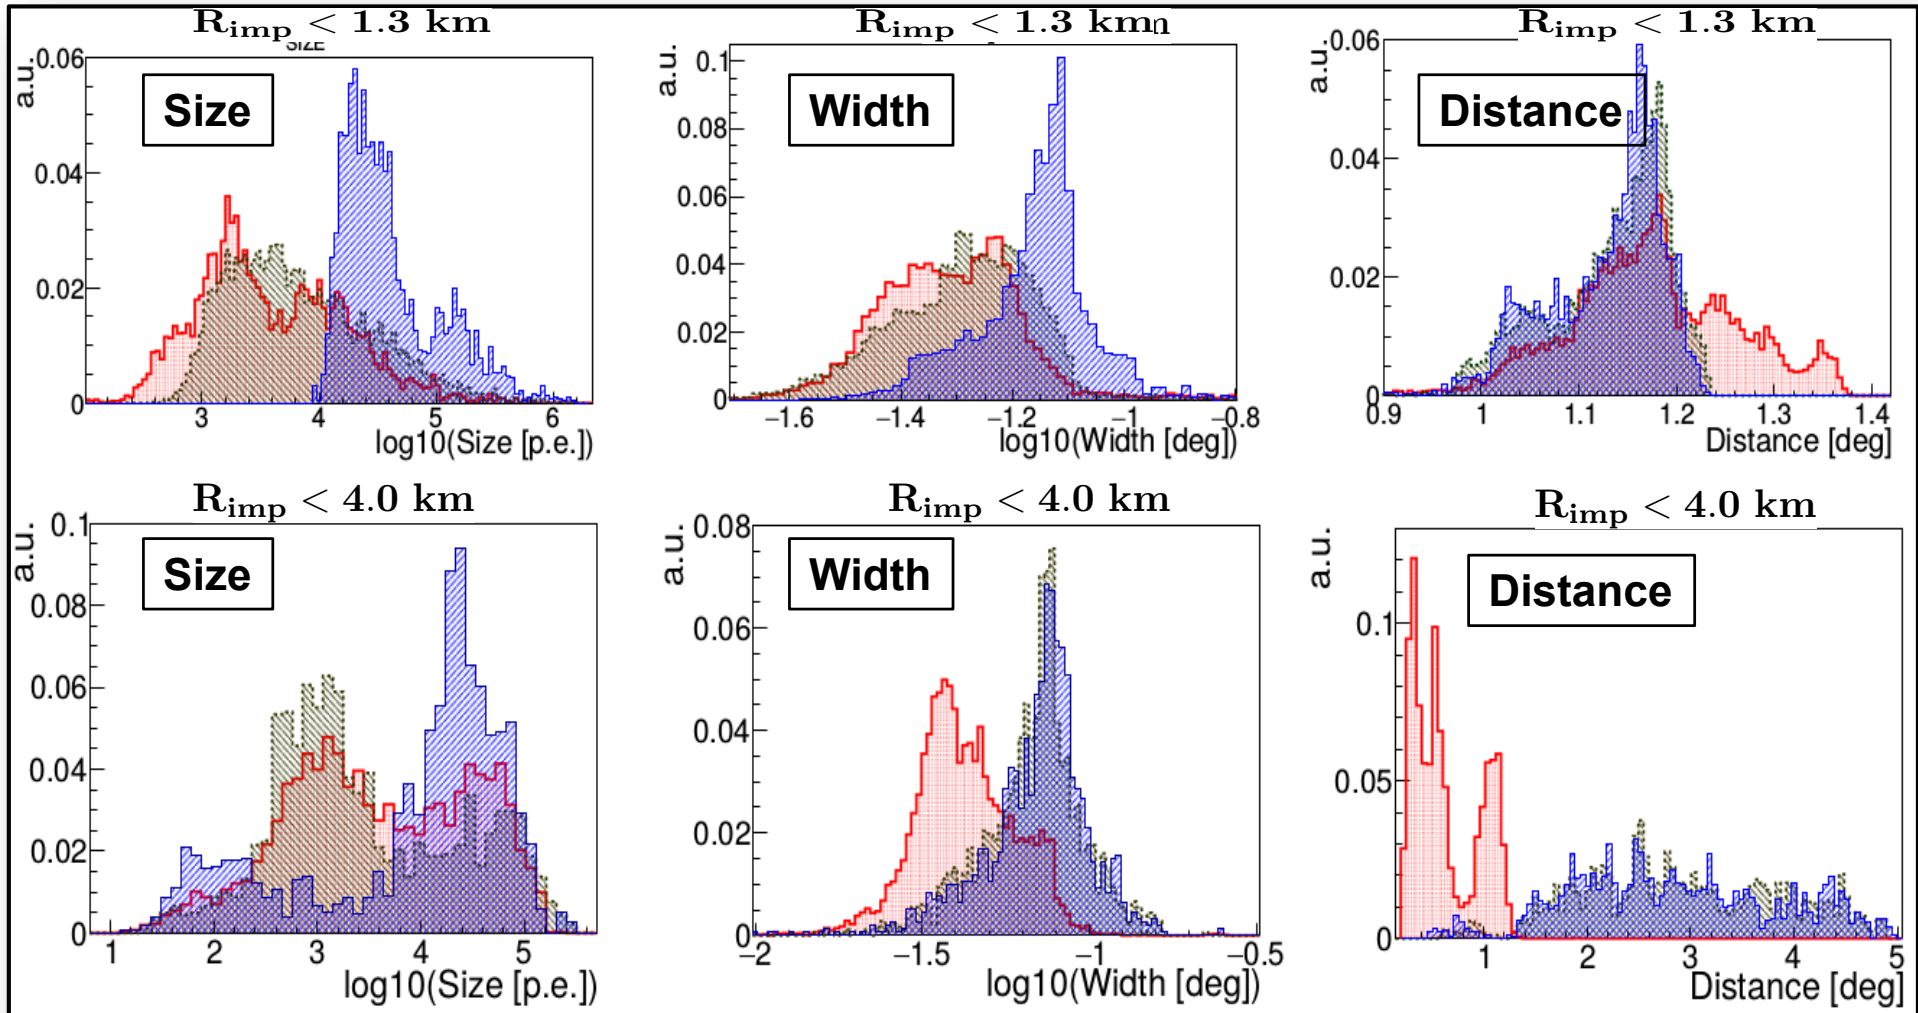 R_imp < 1.3 km
SIZE
a.u.
0.06
0.04
0.02
0
Size
3 4 5 6
log10(Size [p.e.])
R_imp < 1.3 km
a.u.
0.1
0.08
0.06
0.04
0.02
0
Width
−1.6 −1.4 −1.2 −1 −0.8
log10(Width [deg])
R_imp < 1.3 km
a.u.
0.06
0.04
0.02
0
Distance
0.9 1 1.1 1.2 1.3 1.4
Distance [deg]
R_imp < 4.0 km
a.u.
0.1
0.08
0.06
0.04
0.02
0
Size
1 2 3 4 5
log10(Size [p.e.])
R_imp < 4.0 km
a.u.
0.08
0.06
0.04
0.02
0
Width
−2 −1.5 −1 −0.5
log10(Width [deg])
R_imp < 4.0 km
a.u.
0.1
0.05
0
Distance
1 2 3 4 5
Distance [deg]